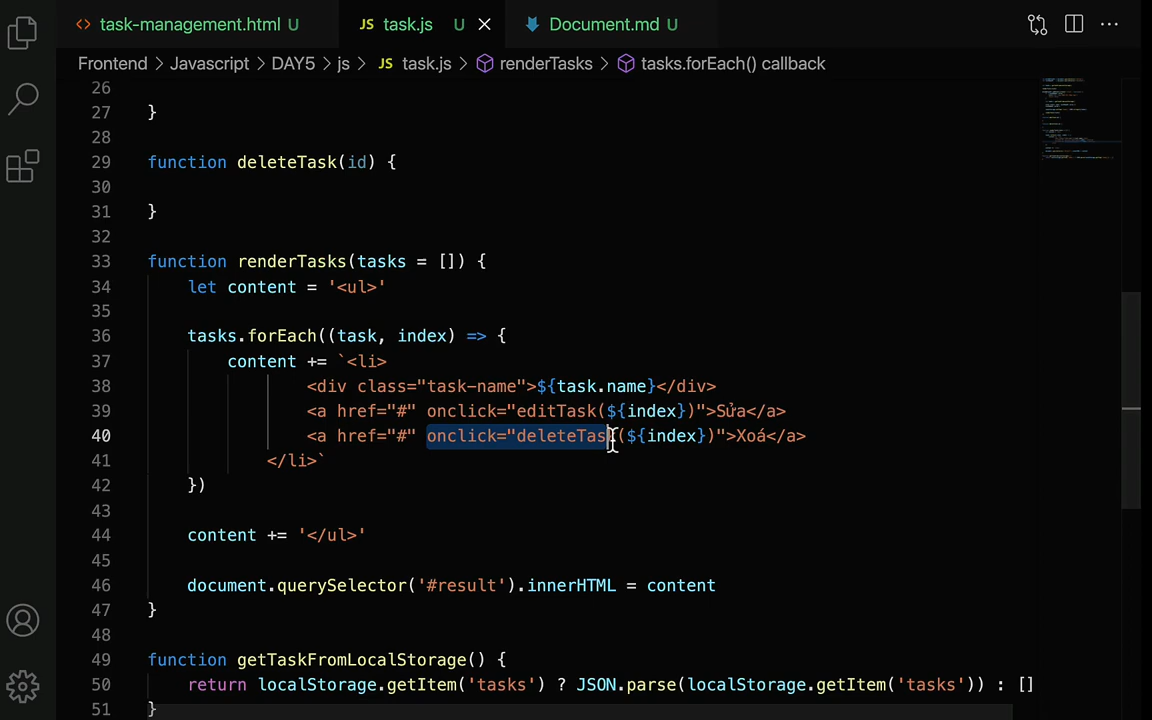 task-management.html U
JS task.js U
Document.md U
Frontend > Javascript > DAY5 > js > JS task.js > renderTasks > tasks.forEach() callback
26
27 }
28
29 function deleteTask(id) {
30
31 }
32
33 function renderTasks(tasks = []) {
34 let content = '<ul>'
35
36 tasks.forEach((task, index) => {
37 content += `<li>
38 <div class="task-name">${task.name}</div>
39 <a href="#" onclick="editTask(${index})">Sửa</a>
40 <a href="#" onclick="deleteTask(${index})">Xoá</a>
41 </li>`
42 })
43
44 content += '</ul>'
45
46 document.querySelector('#result').innerHTML = content
47 }
48
49 function getTaskFromLocalStorage() {
50 return localStorage.getItem('tasks') ? JSON.parse(localStorage.getItem('tasks')) : []
51 }